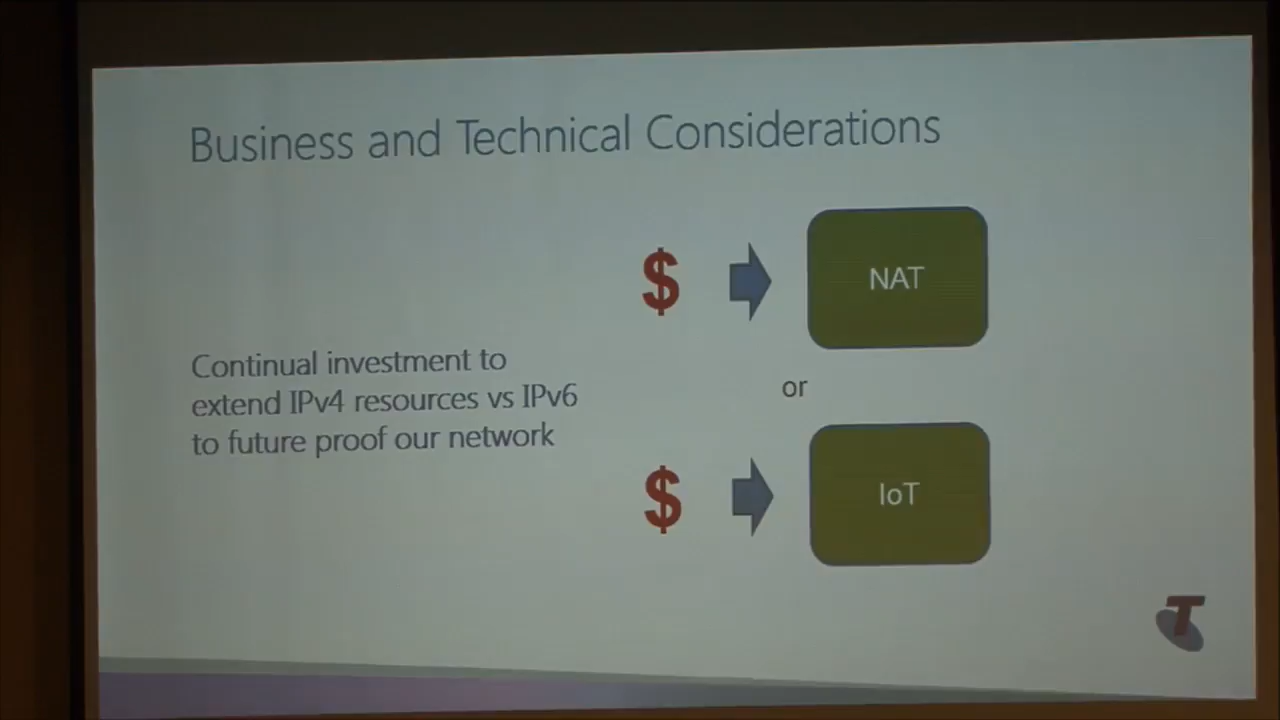 Business and Technical Considerations
$
NAT
Continual investment to
extend IPv4 resources vs IPv6
to future proof our network
or
$
IoT
T